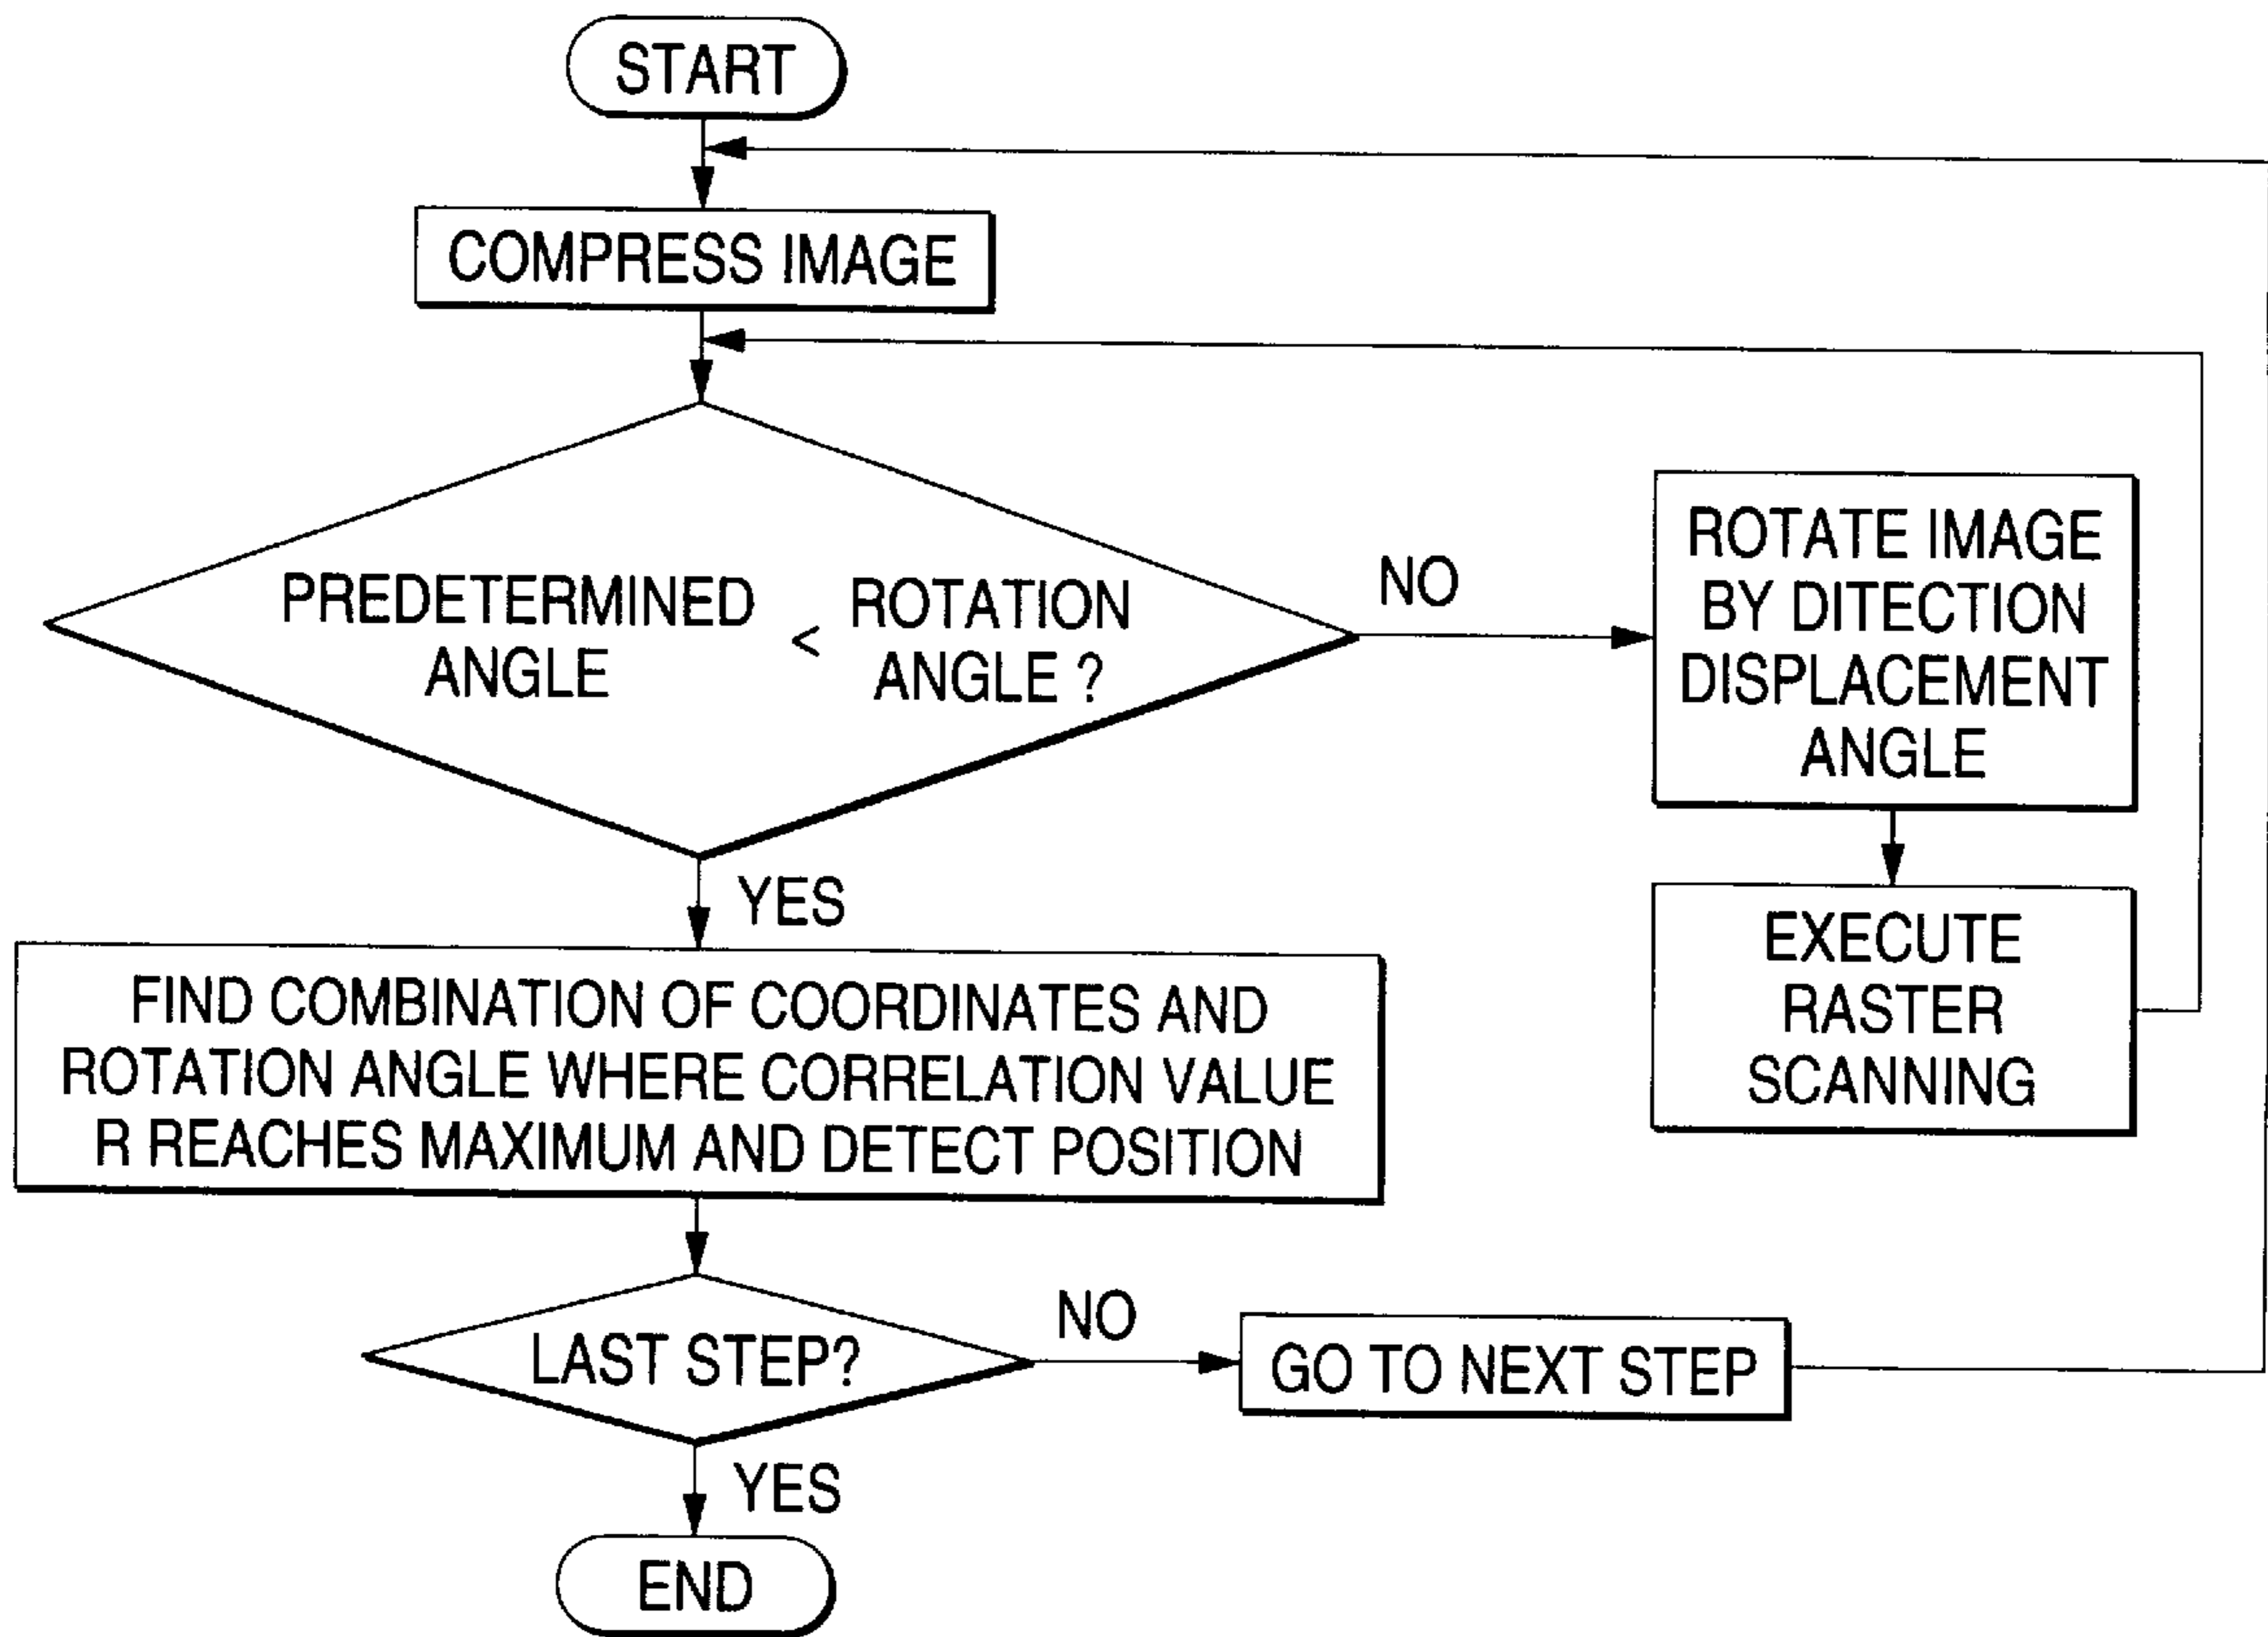 START
COMPRESS IMAGE
PREDETERMINED
ANGLE
<
ROTATION
ANGLE ?
NO
ROTATE IMAGE
BY DITECTION
DISPLACEMENT
ANGLE
YES
EXECUTE
RASTER
SCANNING
FIND COMBINATION OF COORDINATES AND
ROTATION ANGLE WHERE CORRELATION VALUE
R REACHES MAXIMUM AND DETECT POSITION
LAST STEP?
NO
GO TO NEXT STEP
YES
END